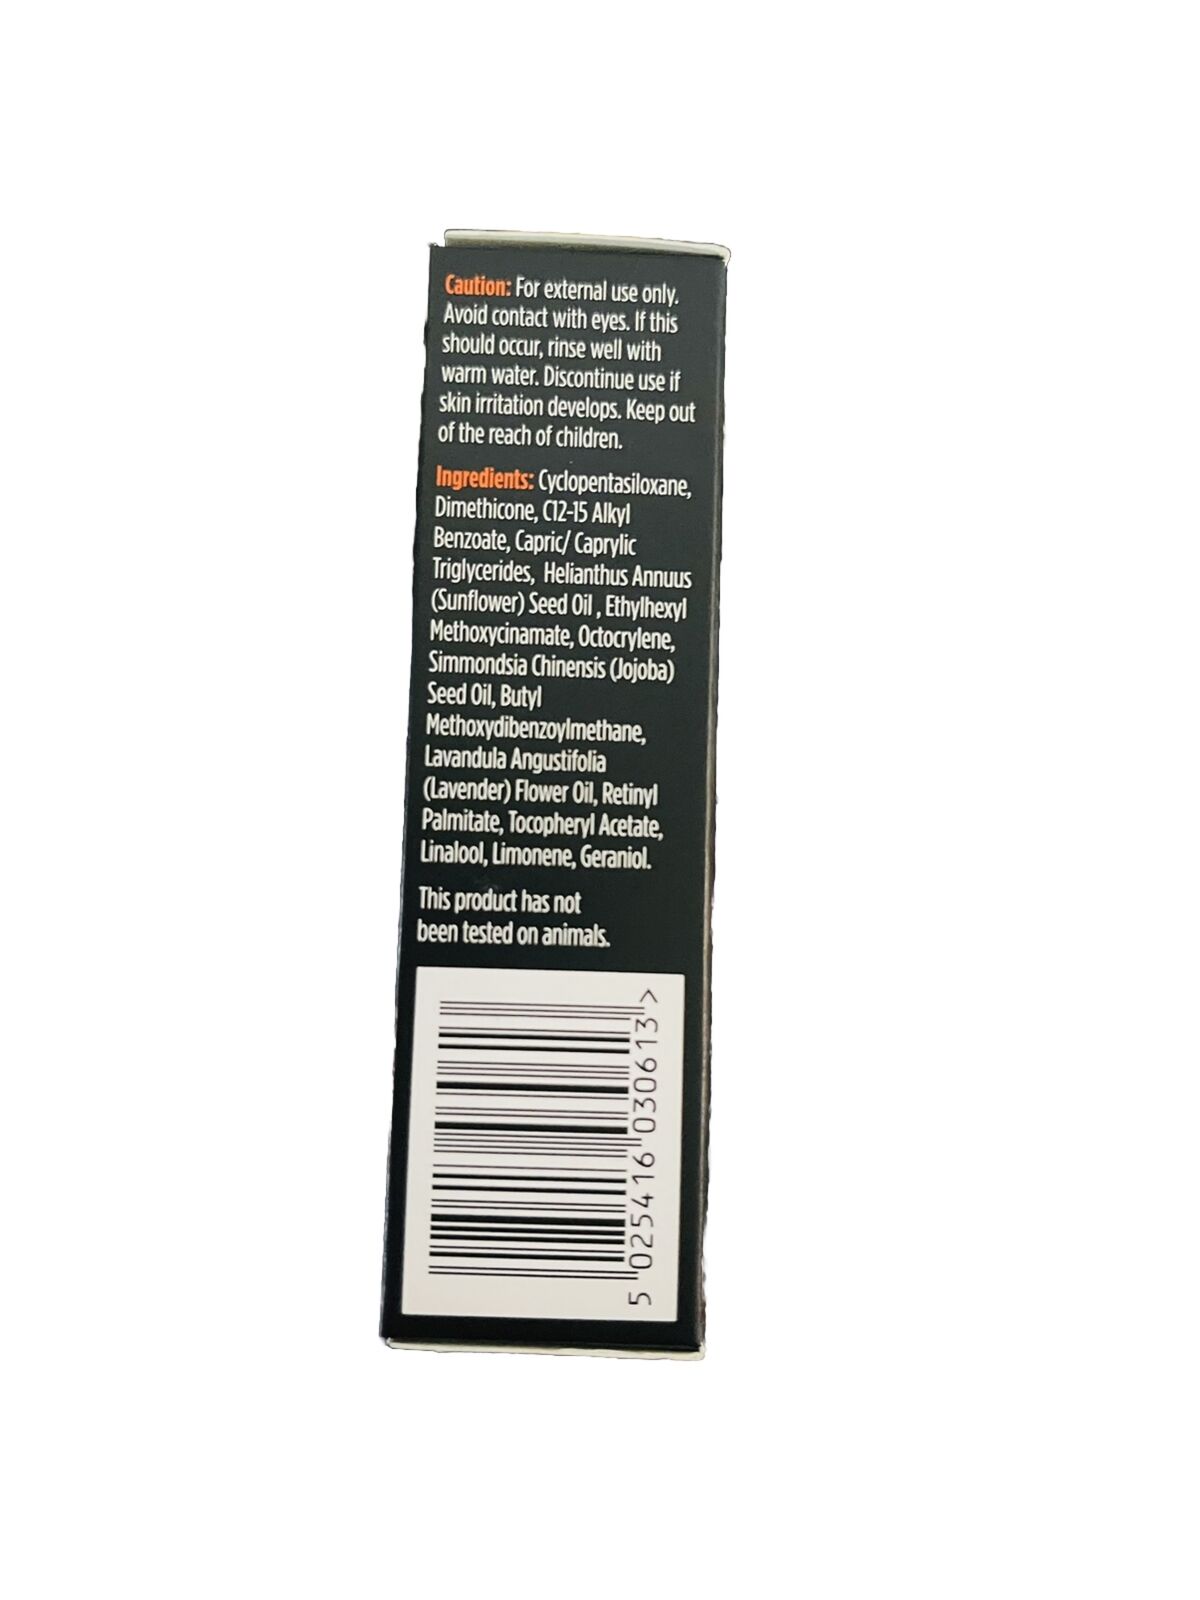 Caution: For external use only.
Avoid contact with eyes. If this
should occur, rinse well with
warm water. Discontinue use if
skin irritation develops. Keep out
of the reach of children.
Ingredients: Cyclopentasiloxane,
Dimethicone, C12-15 Alkyl
Benzoate, Capric/ Caprylic
Triglycerides, Helianthus Annuus
(Sunflower) Seed Oil , Ethylhexyl
Methoxycinamate, Octocrylene,
Simmondsia Chinensis (Jojoba)
Seed Oil, Butyl
Methoxydibenzoylmethane,
Lavandula Angustifolia
(Lavender) Flower Oil, Retinyl
Palmitate, Tocopheryl Acetate,
Linalool, Limonene, Geraniol.
This product has not
been tested on animals.
5 025416 030613 >